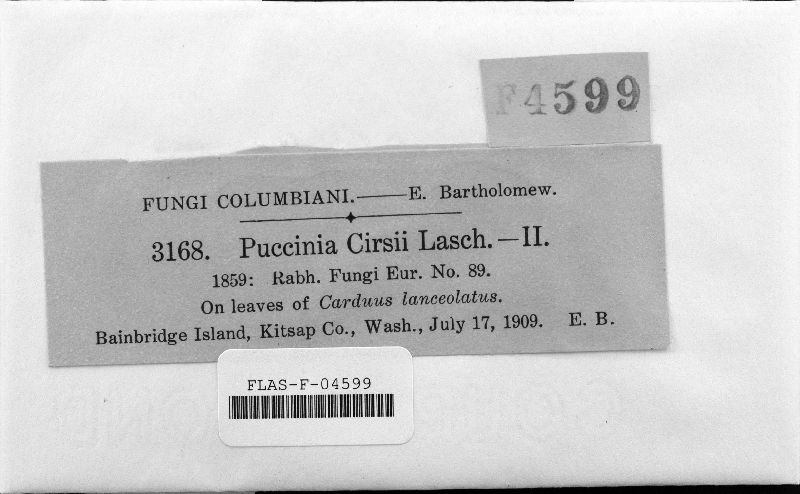 F4599
FUNGI COLUMBIANI.——E. Bartholomew.
3168. Puccinia Cirsii Lasch.—II.
1859: Rabh. Fungi Eur. No. 89.
On leaves of Carduus lanceolatus.
Bainbridge Island, Kitsap Co., Wash., July 17, 1909. E. B.
FLAS-F-04599